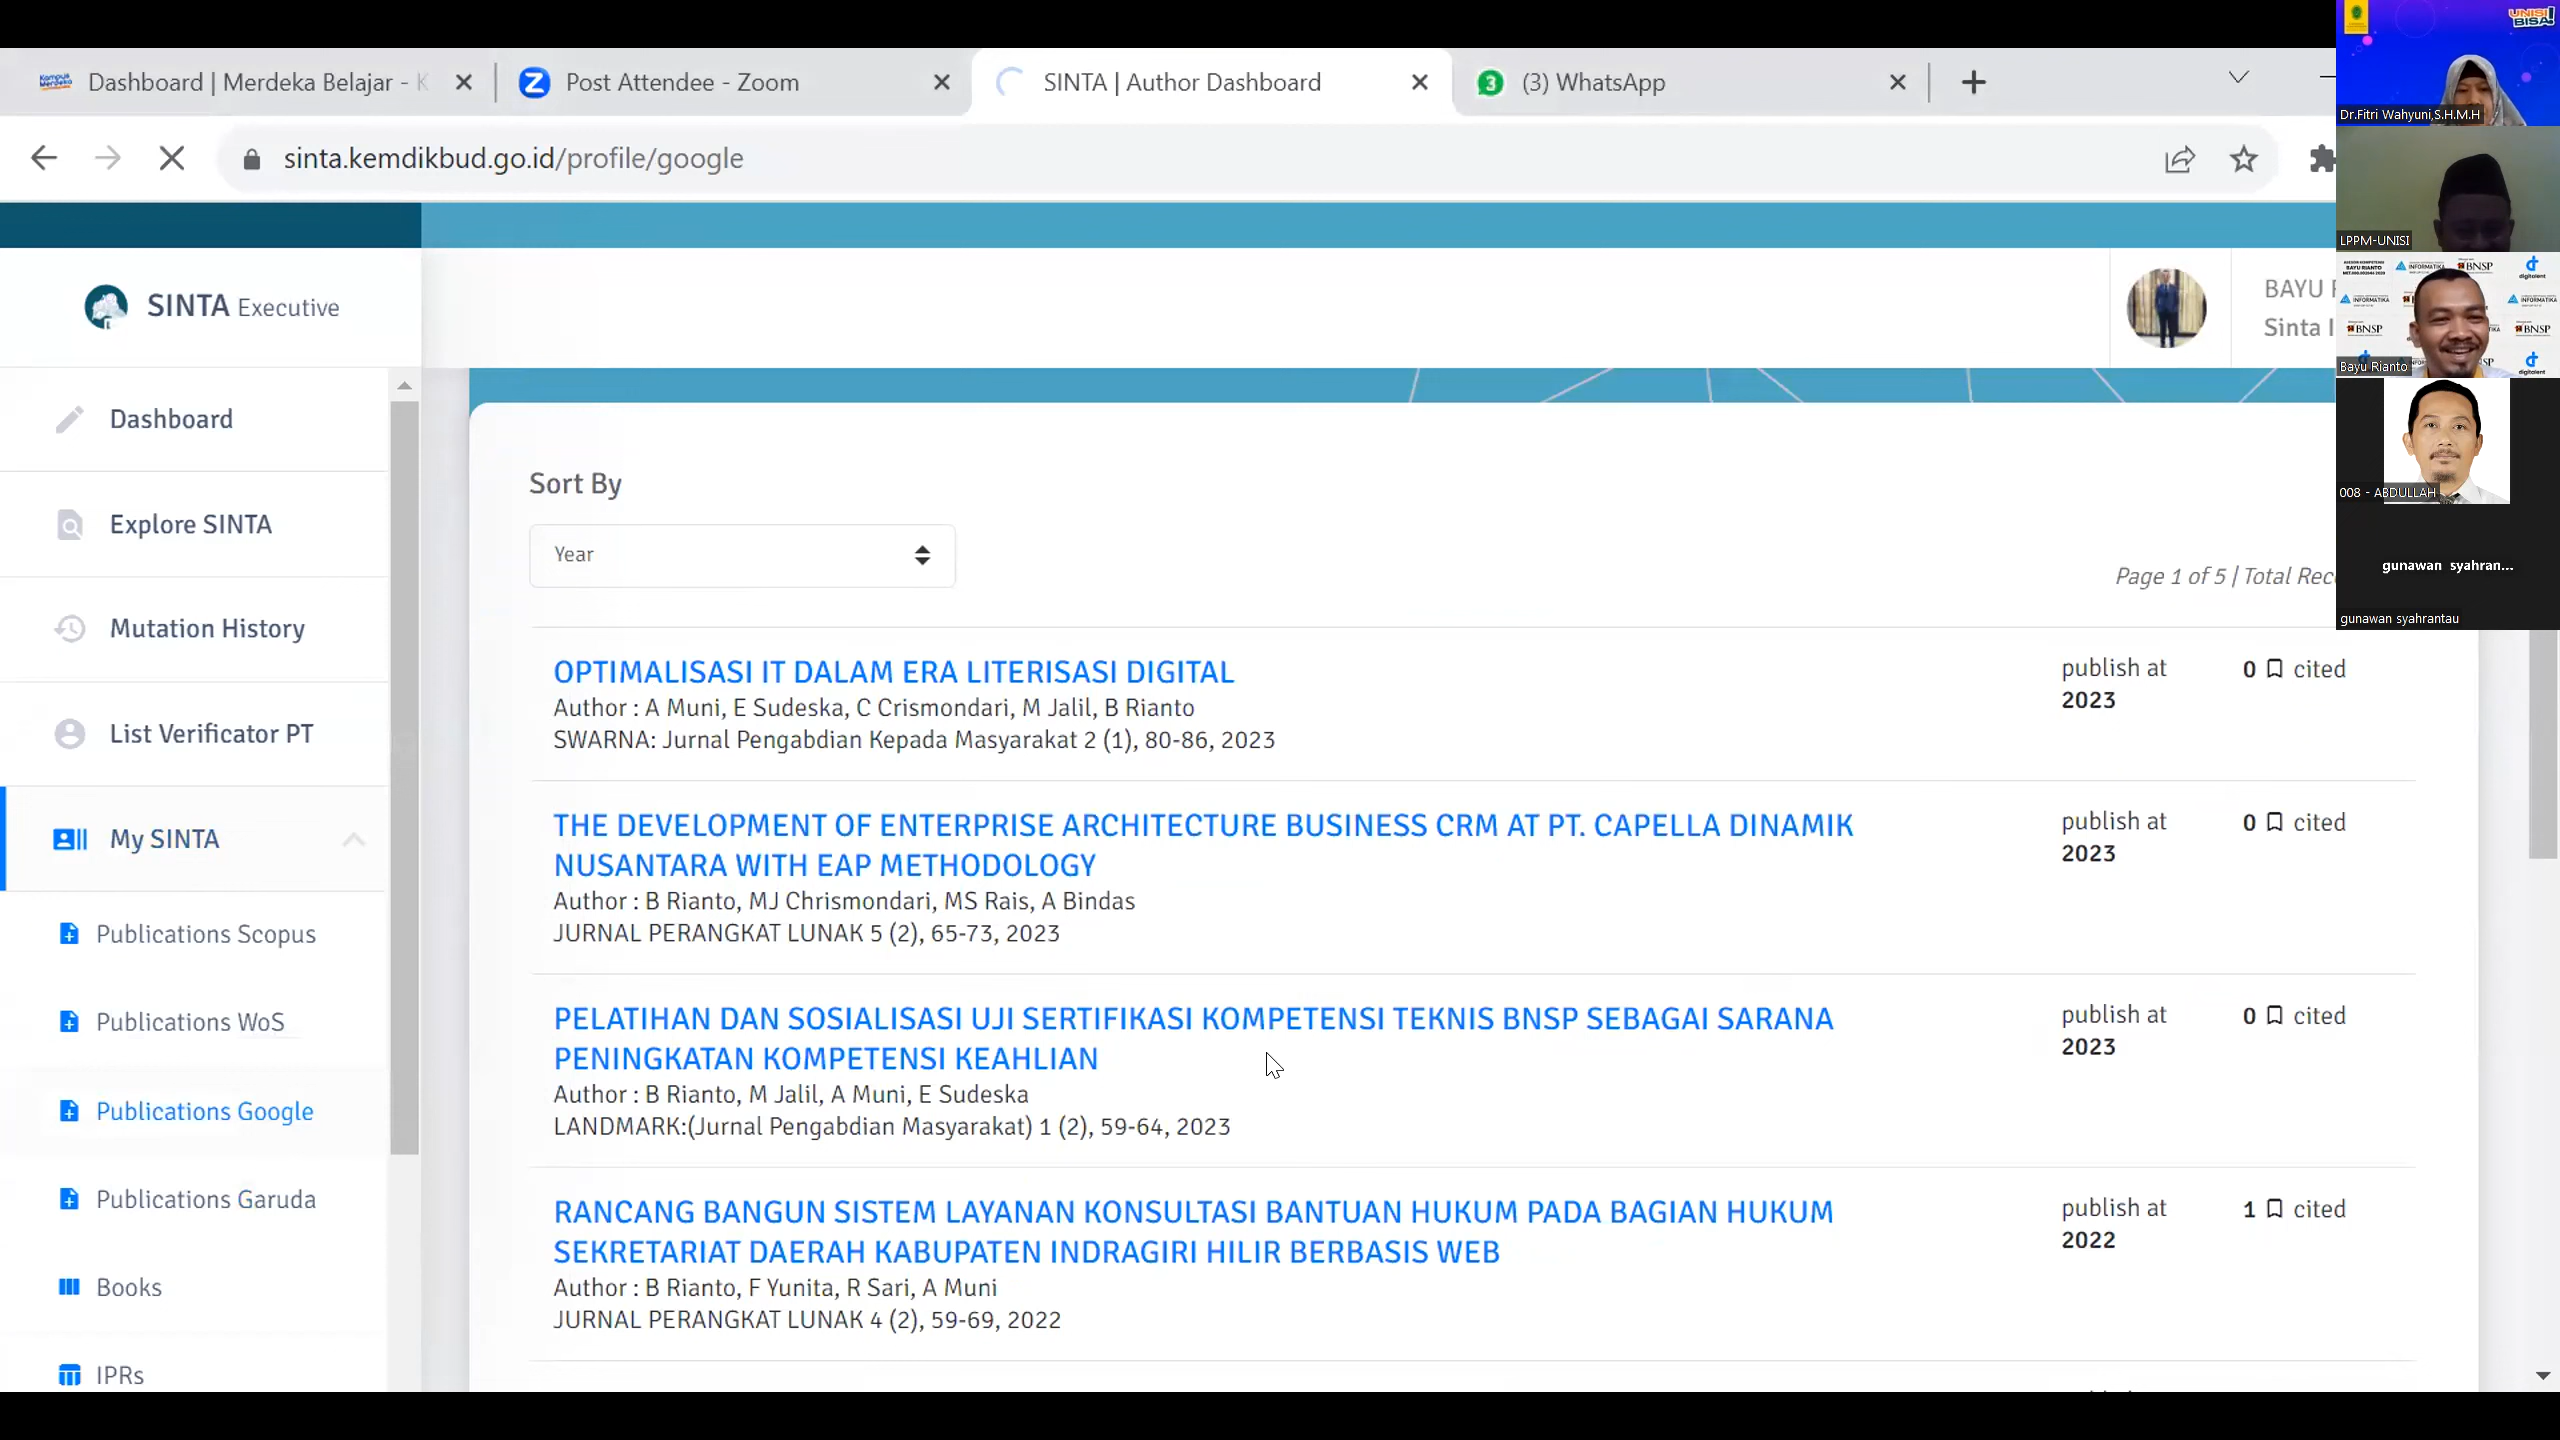 Dashboard | Merdeka Belajar - K
Post Attendee - Zoom
SINTA | Author Dashboard
3
(3) WhatsApp
sinta.kemdikbud.go.id/profile/google
UNISI BISA!
Dr.Fitri Wahyuni,S.H.M.H
LPPM-UNISI
BAYU RIANTO
INFORMATIKA
BNSP
digitalent
Bayu Rianto
008 - ABDULLAH
gunawan syahran...
gunawan syahrantau
SINTA Executive
BAYU
Sinta
Dashboard
Explore SINTA
Mutation History
List Verificator PT
My SINTA
Publications Scopus
Publications WoS
Publications Google
Publications Garuda
Books
IPRs
Sort By
Year
Page 1 of 5 | Total Rec
OPTIMALISASI IT DALAM ERA LITERISASI DIGITAL
Author : A Muni, E Sudeska, C Crismondari, M Jalil, B Rianto
SWARNA: Jurnal Pengabdian Kepada Masyarakat 2 (1), 80-86, 2023
publish at
2023
0 cited
THE DEVELOPMENT OF ENTERPRISE ARCHITECTURE BUSINESS CRM AT PT. CAPELLA DINAMIK
NUSANTARA WITH EAP METHODOLOGY
Author : B Rianto, MJ Chrismondari, MS Rais, A Bindas
JURNAL PERANGKAT LUNAK 5 (2), 65-73, 2023
publish at
2023
0 cited
PELATIHAN DAN SOSIALISASI UJI SERTIFIKASI KOMPETENSI TEKNIS BNSP SEBAGAI SARANA
PENINGKATAN KOMPETENSI KEAHLIAN
Author : B Rianto, M Jalil, A Muni, E Sudeska
LANDMARK:(Jurnal Pengabdian Masyarakat) 1 (2), 59-64, 2023
publish at
2023
0 cited
RANCANG BANGUN SISTEM LAYANAN KONSULTASI BANTUAN HUKUM PADA BAGIAN HUKUM
SEKRETARIAT DAERAH KABUPATEN INDRAGIRI HILIR BERBASIS WEB
Author : B Rianto, F Yunita, R Sari, A Muni
JURNAL PERANGKAT LUNAK 4 (2), 59-69, 2022
publish at
2022
1 cited